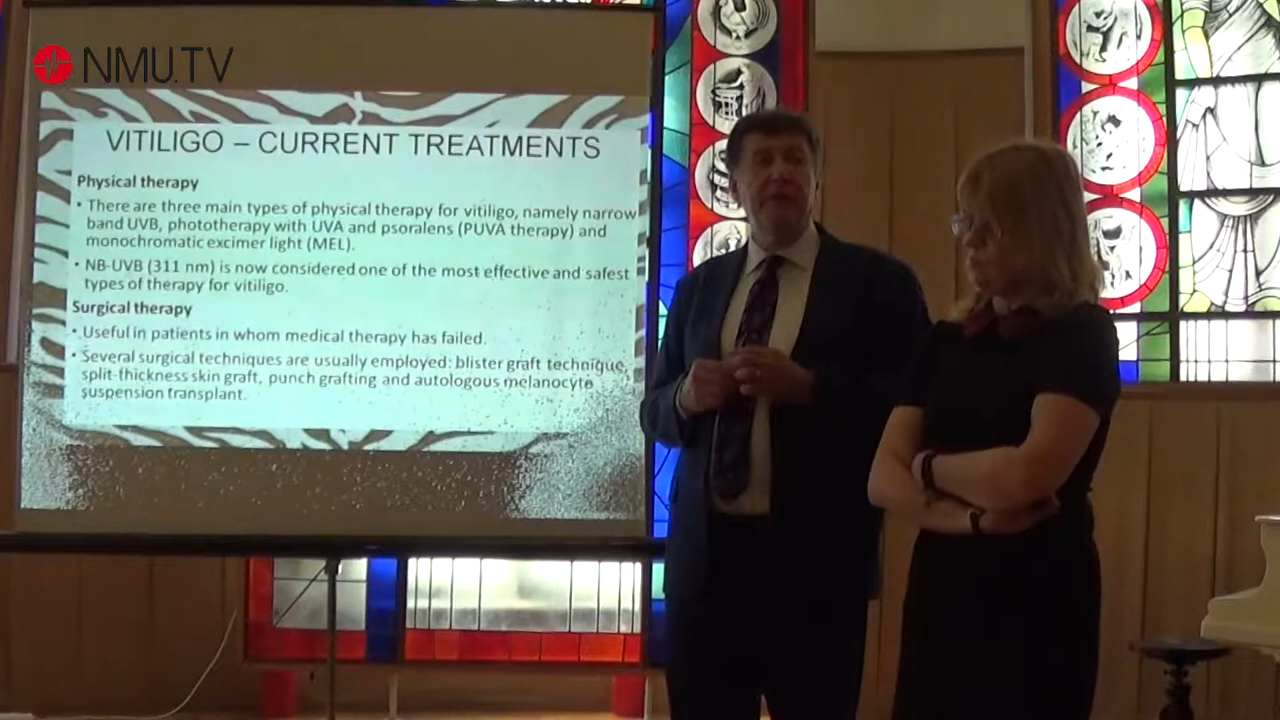 NMU.TV
VITILIGO – CURRENT TREATMENTS
Physical therapy
• There are three main types of physical therapy for vitiligo, namely narrow
band UVB, phototherapy with UVA and psoralens (PUVA therapy) and
monochromatic excimer light (MEL).
• NB-UVB (311 nm) is now considered one of the most effective and safest
types of therapy for vitiligo.
Surgical therapy
• Useful in patients in whom medical therapy has failed.
• Several surgical techniques are usually employed: blister graft technique,
split-thickness skin graft, punch grafting and autologous melanocyte
suspension transplant.